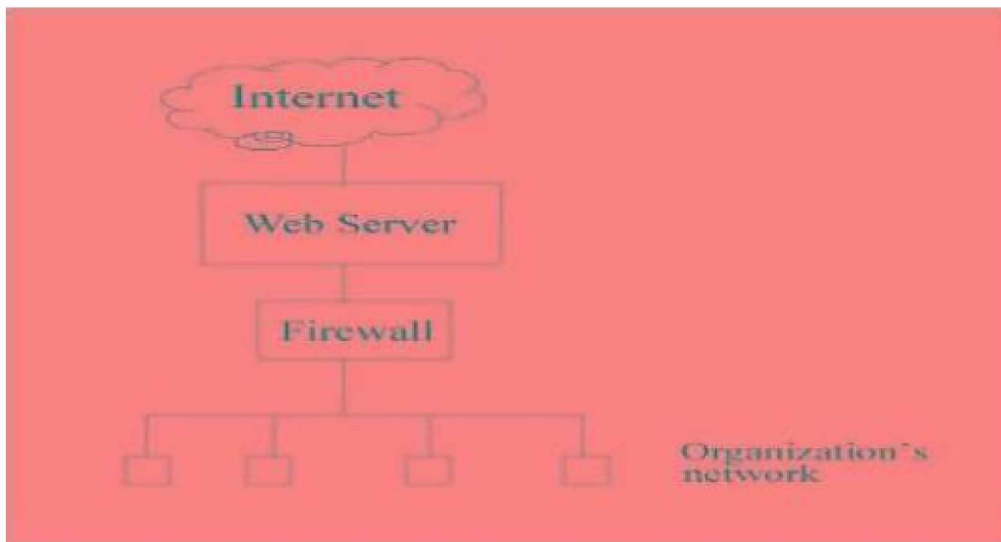 Internet
Web Server
Firewall
Organization's
network